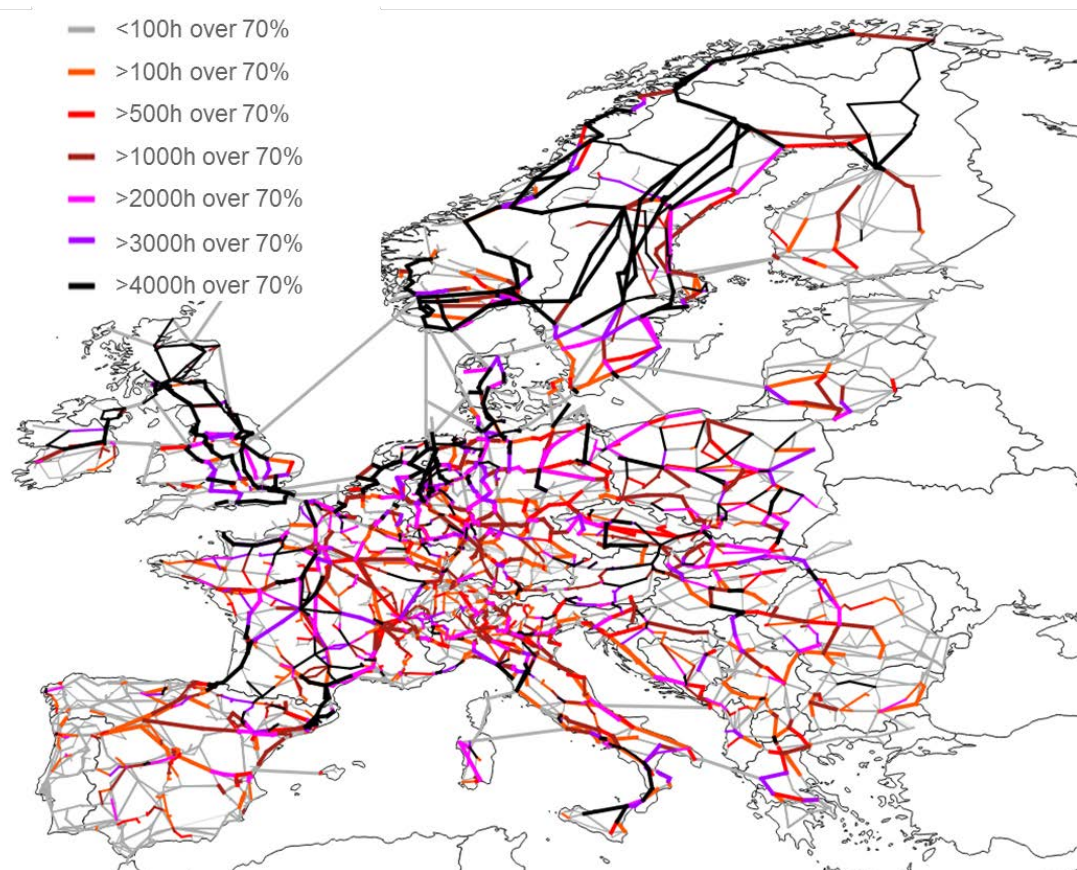 <100h over 70%
>100h over 70%
>500h over 70%
>1000h over 70%
>2000h over 70%
>3000h over 70%
>4000h over 70%